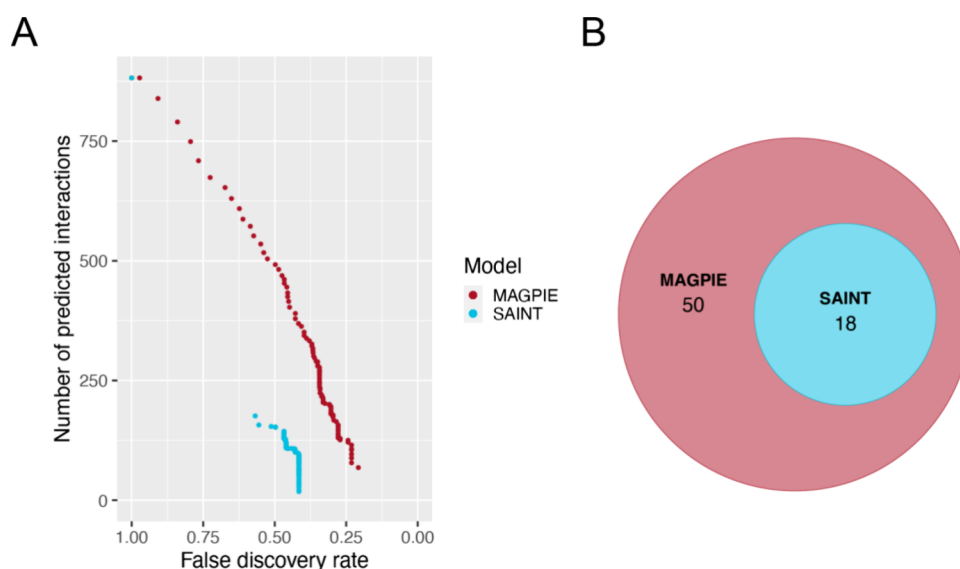 A
Number of predicted interactions
750
500
250
0
1.00 0.75 0.50 0.25 0.00
False discovery rate
Model
MAGPIE
SAINT
B
MAGPIE
50
SAINT
18